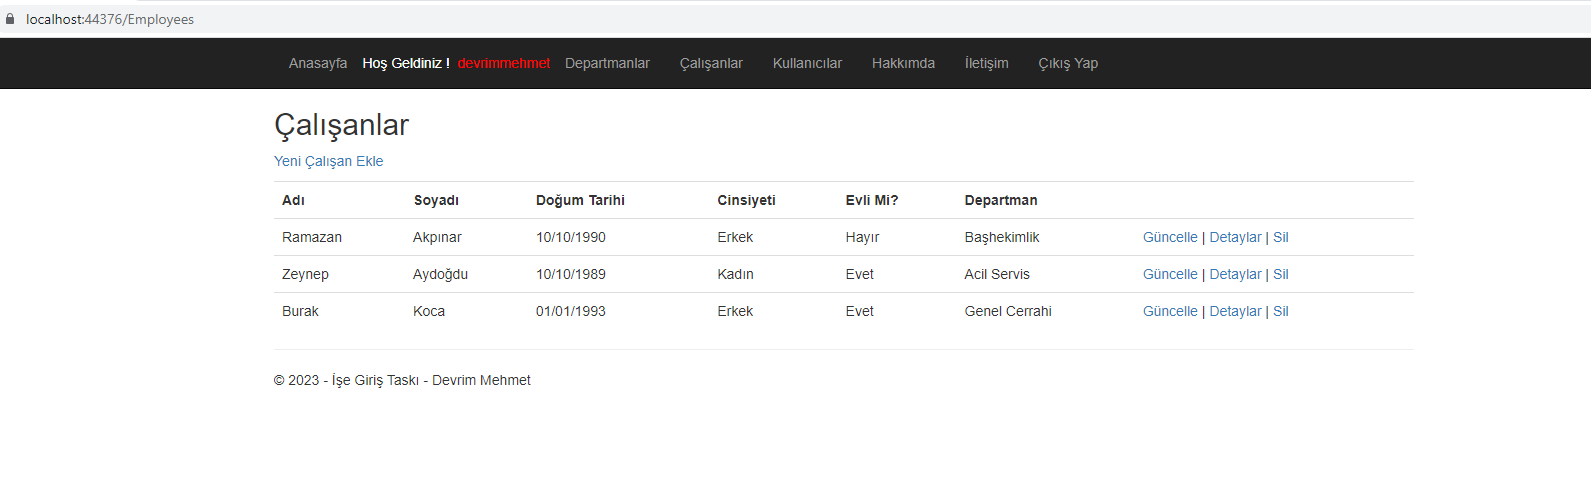 localhost:44376/Employees
Anasayfa Hoş Geldiniz ! devrimmehmet Departmanlar Çalışanlar Kullanıcılar Hakkımda İletişim Çıkış Yap
Çalışanlar
Yeni Çalışan Ekle
Adı Soyadı Doğum Tarihi Cinsiyeti Evli Mi? Departman
Ramazan Akpınar 10/10/1990 Erkek Hayır Başhekimlik Güncelle | Detaylar | Sil
Zeynep Aydoğdu 10/10/1989 Kadın Evet Acil Servis Güncelle | Detaylar | Sil
Burak Koca 01/01/1993 Erkek Evet Genel Cerrahi Güncelle | Detaylar | Sil
© 2023 - İşe Giriş Taskı - Devrim Mehmet